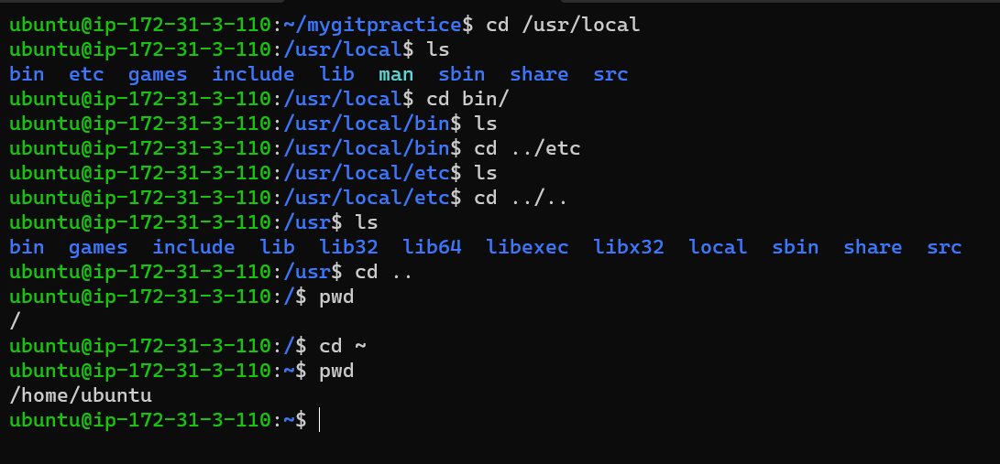 ubuntu@ip-172-31-3-110:~/mygitpractice$ cd /usr/local
ubuntu@ip-172-31-3-110:/usr/local$ ls
bin  etc  games  include  lib  man  sbin  share  src
ubuntu@ip-172-31-3-110:/usr/local$ cd bin/
ubuntu@ip-172-31-3-110:/usr/local/bin$ ls
ubuntu@ip-172-31-3-110:/usr/local/bin$ cd ../etc
ubuntu@ip-172-31-3-110:/usr/local/etc$ ls
ubuntu@ip-172-31-3-110:/usr/local/etc$ cd ../..
ubuntu@ip-172-31-3-110:/usr$ ls
bin  games  include  lib  lib32  lib64  libexec  libx32  local  sbin  share  src
ubuntu@ip-172-31-3-110:/usr$ cd ..
ubuntu@ip-172-31-3-110:/$ pwd
/
ubuntu@ip-172-31-3-110:/$ cd ~
ubuntu@ip-172-31-3-110:~$ pwd
/home/ubuntu
ubuntu@ip-172-31-3-110:~$